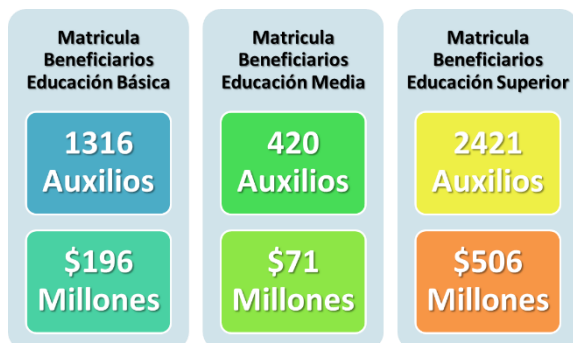 Matricula
Beneficiarios
Educación Básica
1316
Auxilios
$196
Millones
Matricula
Beneficiarios
Educación Media
420
Auxilios
$71
Millones
Matricula
Beneficiarios
Educación Superior
2421
Auxilios
$506
Millones